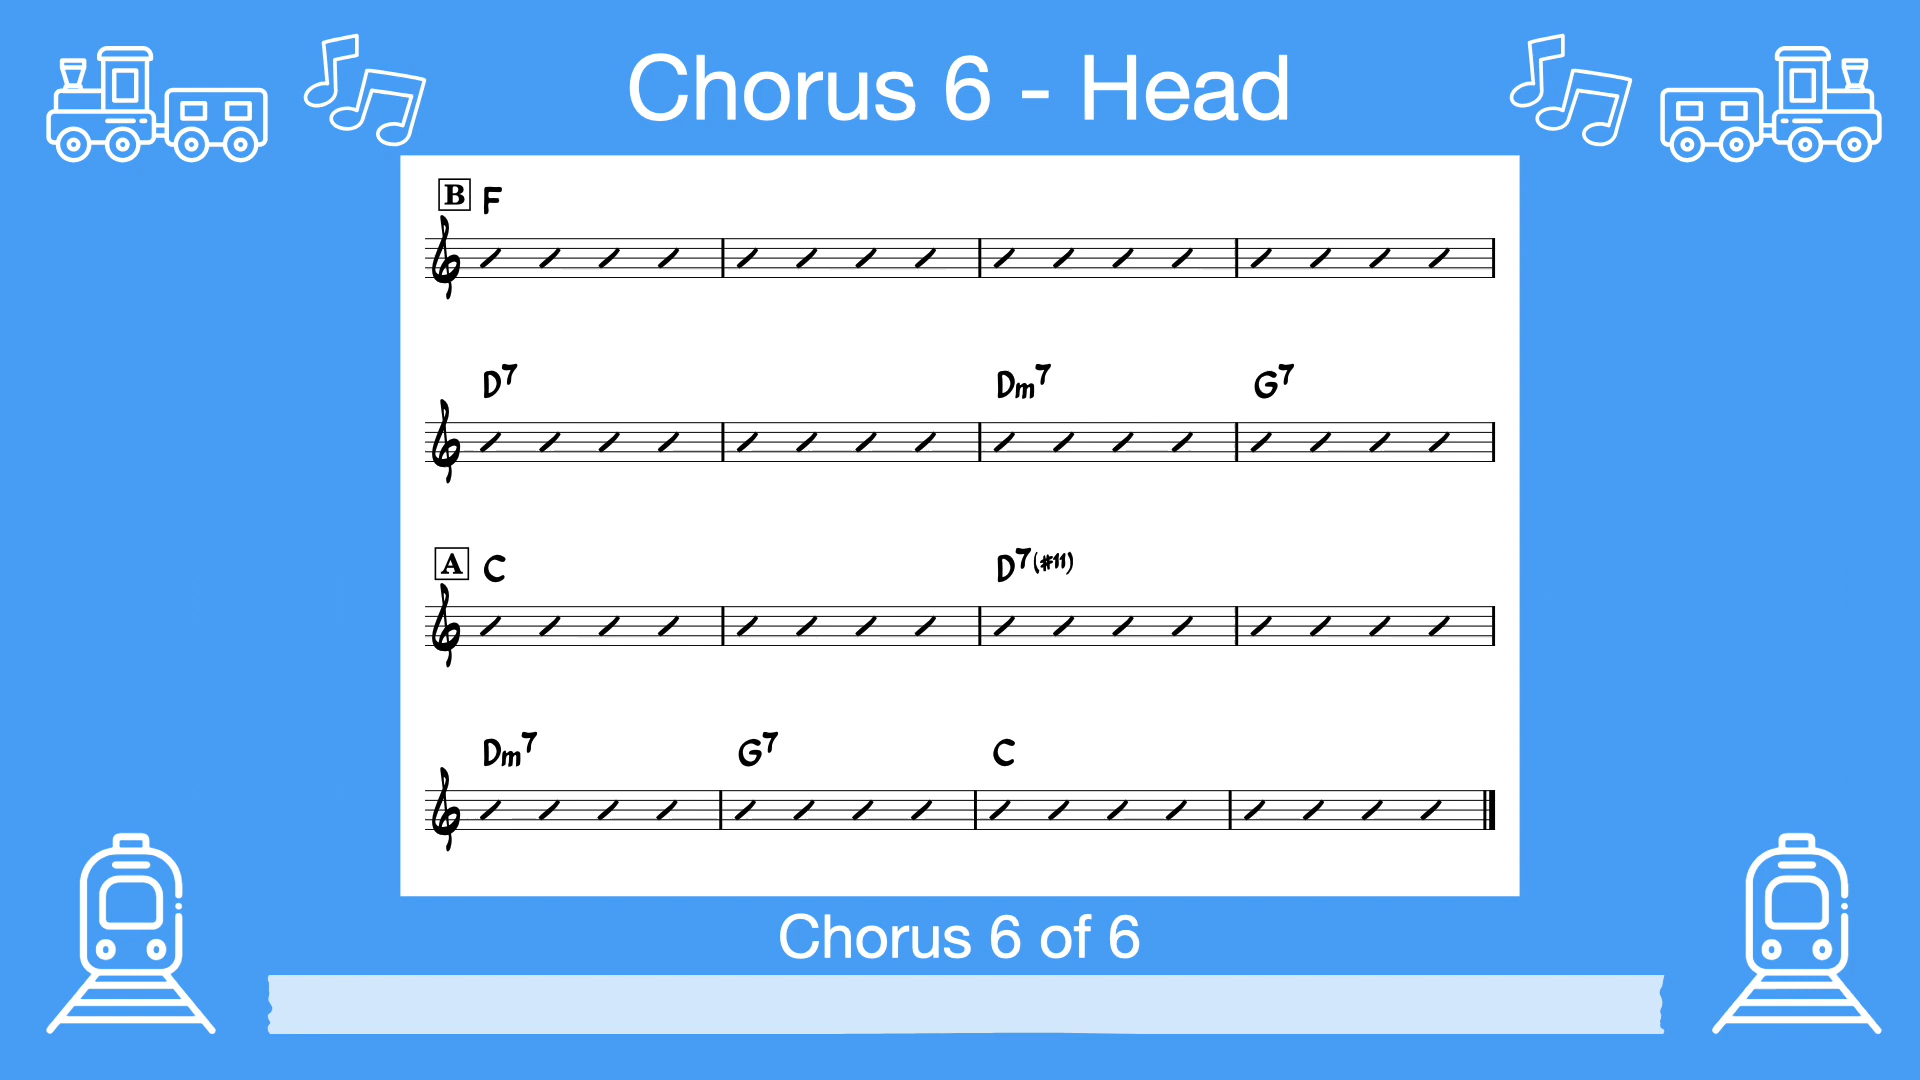 Chorus 6 - Head
B F
D7 Dm7 G7
A C D7(#11)
Dm7 G7 C
Chorus 6 of 6